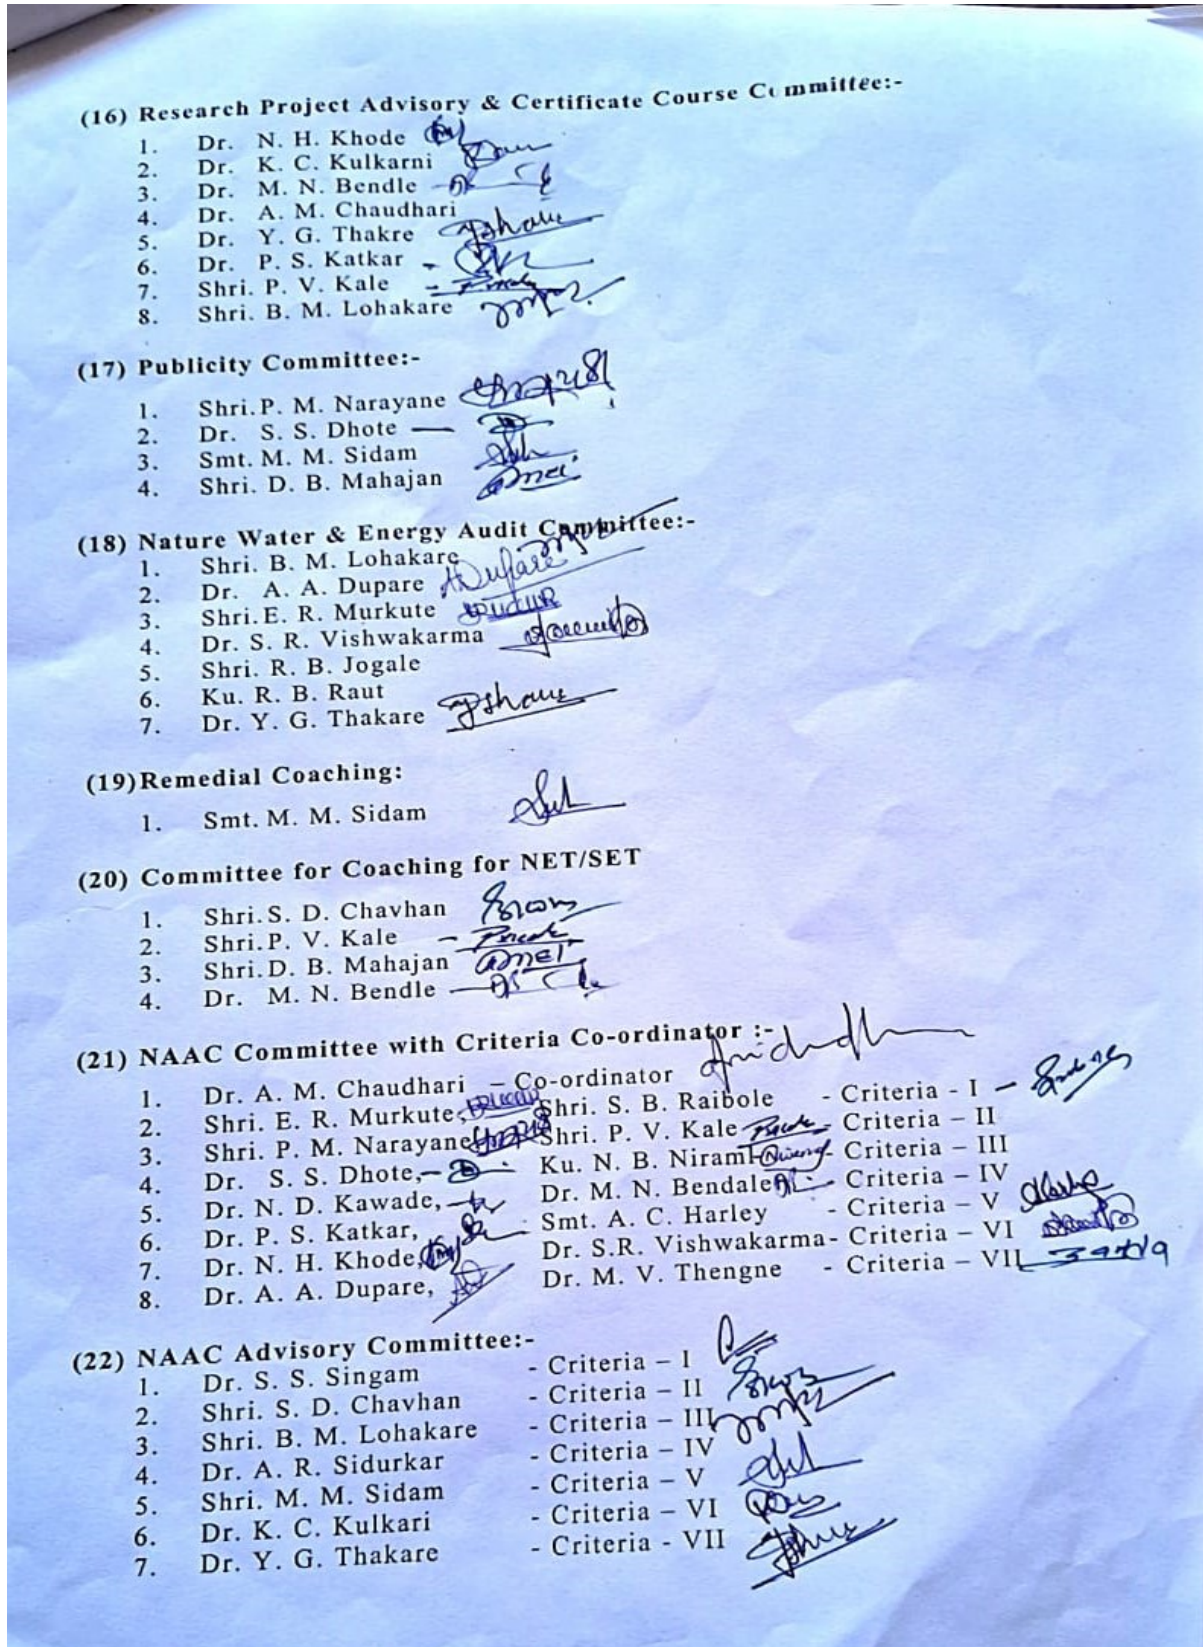 (16) Research Project Advisory & Certificate Course Committee:-
1. Dr. N. H. Khode
2. Dr. K. C. Kulkarni
3. Dr. M. N. Bendle
4. Dr. A. M. Chaudhari
5. Dr. Y. G. Thakre
6. Dr. P. S. Katkar
7. Shri. P. V. Kale
8. Shri. B. M. Lohakare
(17) Publicity Committee:-
1. Shri. P. M. Narayane
2. Dr. S. S. Dhote
3. Smt. M. M. Sidam
4. Shri. D. B. Mahajan
(18) Nature Water & Energy Audit Committee:-
1. Shri. B. M. Lohakare
2. Dr. A. A. Dupare ADupare
3. Shri. E. R. Murkute
4. Dr. S. R. Vishwakarma
5. Shri. R. B. Jogale
6. Ku. R. B. Raut
7. Dr. Y. G. Thakare
(19) Remedial Coaching:
1. Smt. M. M. Sidam
(20) Committee for Coaching for NET/SET
1. Shri. S. D. Chavhan
2. Shri. P. V. Kale
3. Shri. D. B. Mahajan
4. Dr. M. N. Bendle
(21) NAAC Committee with Criteria Co-ordinator :-
1. Dr. A. M. Chaudhari – Co-ordinator
2. Shri. E. R. Murkute, Shri. S. B. Raibole - Criteria - I
3. Shri. P. M. Narayane Shri. P. V. Kale - Criteria – II
4. Dr. S. S. Dhote, Ku. N. B. Niraml - Criteria – III
5. Dr. N. D. Kawade, Dr. M. N. Bendale - Criteria – IV
6. Dr. P. S. Katkar, Smt. A. C. Harley - Criteria – V
7. Dr. N. H. Khode, Dr. S.R. Vishwakarma - Criteria – VI
8. Dr. A. A. Dupare, Dr. M. V. Thengne - Criteria – VII
(22) NAAC Advisory Committee:-
1. Dr. S. S. Singam - Criteria – I
2. Shri. S. D. Chavhan - Criteria – II
3. Shri. B. M. Lohakare - Criteria – III
4. Dr. A. R. Sidurkar - Criteria – IV
5. Shri. M. M. Sidam - Criteria – V
6. Dr. K. C. Kulkari - Criteria – VI
7. Dr. Y. G. Thakare - Criteria - VII